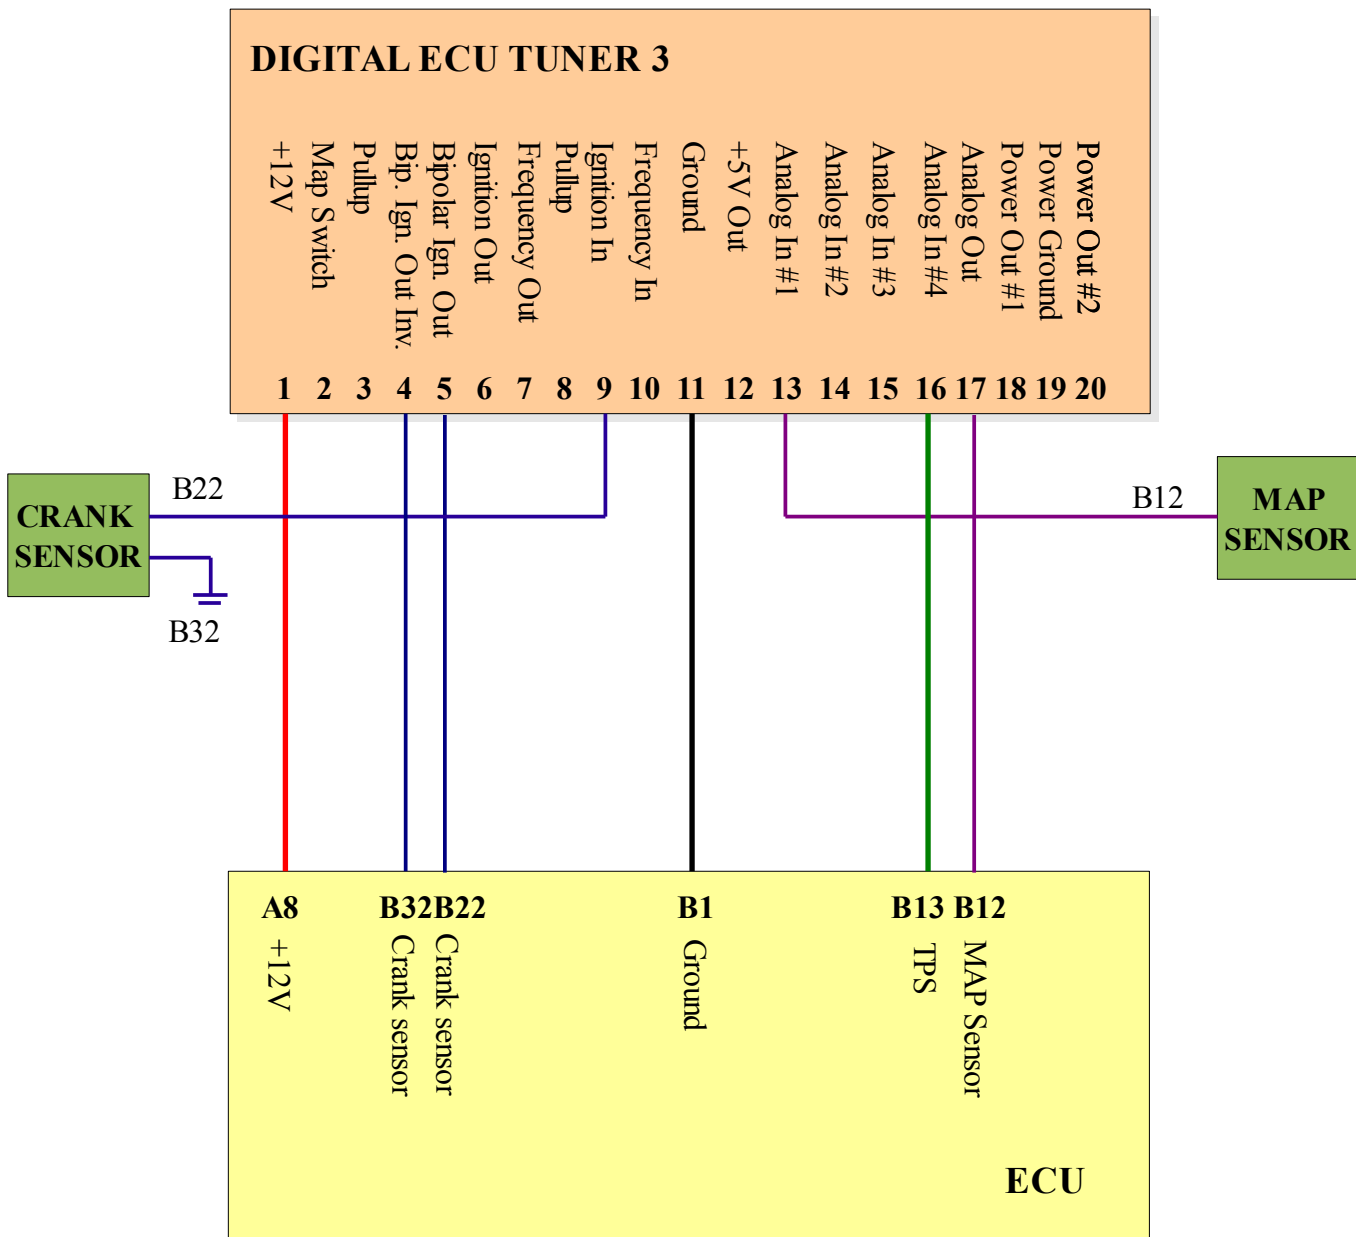 DIGITAL ECU TUNER 3
+12V
Map Switch
Pullup
Bip. Ign. Out Inv.
Bipolar Ign. Out
Ignition Out
Frequency Out
Pullup
Ignition In
Frequency In
Ground
+5V Out
Analog In #1
Analog In #2
Analog In #3
Analog In #4
Analog Out
Power Out #1
Power Ground
Power Out #2
1 2 3 4 5 6 7 8 9 10 11 12 13 14 15 16 17 18 19 20
CRANK
SENSOR
B22
B32
B12
MAP
SENSOR
A8 B32 B22 B1 B13 B12
+12V
Crank sensor
Crank sensor
Ground
TPS
MAP Sensor
ECU